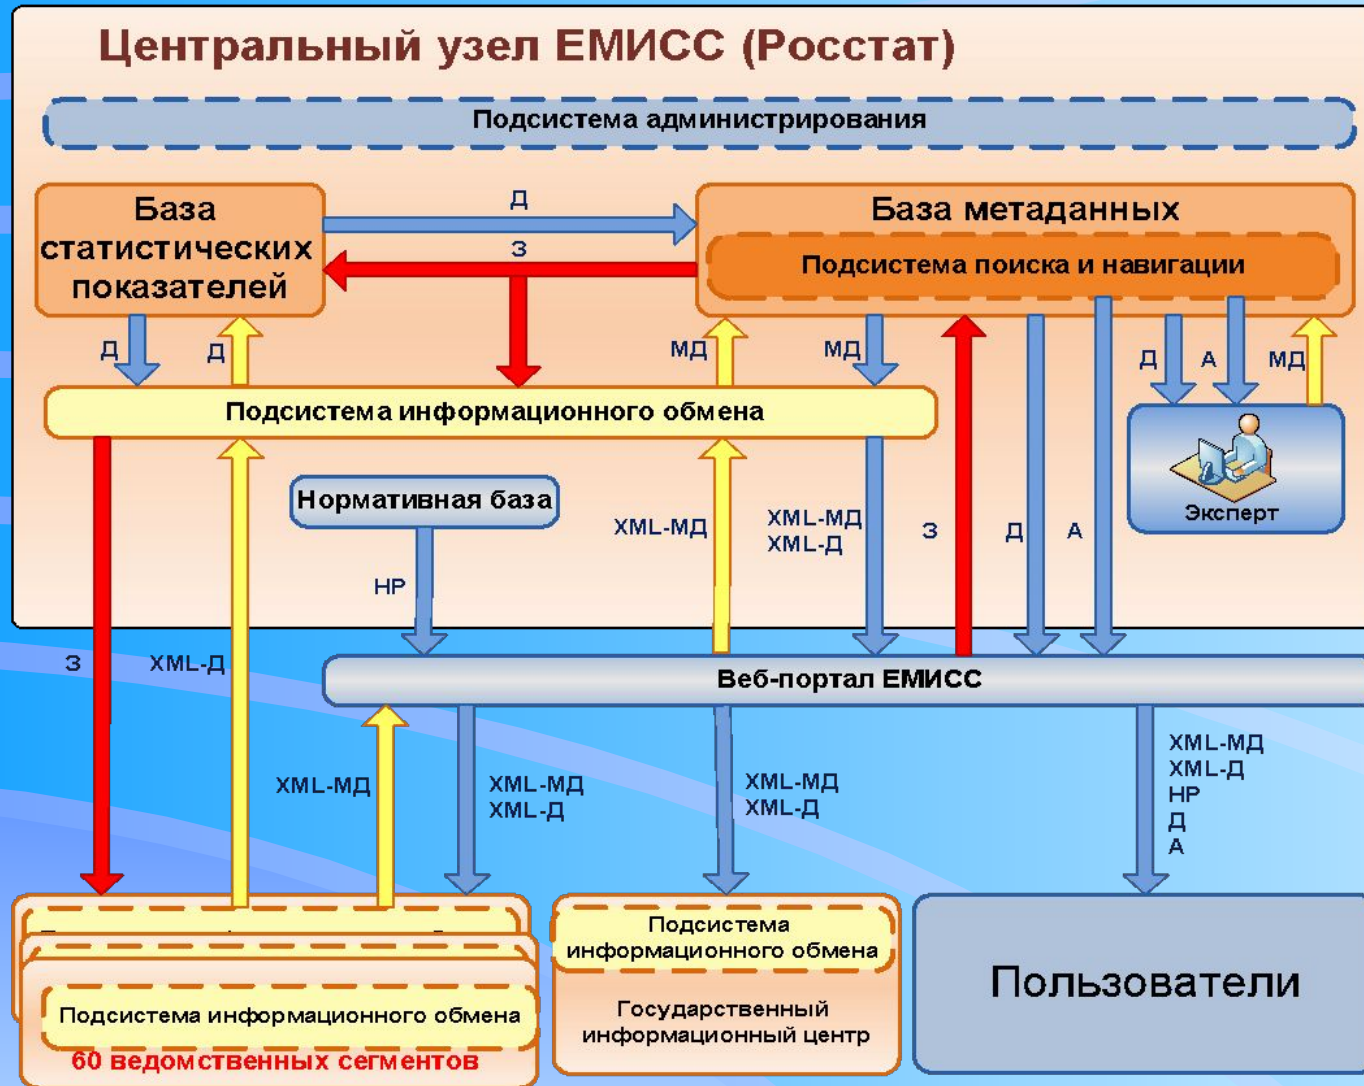 Центральный узел ЕМИСС (Росстат)
Подсистема администрирования
База
статистических
показателей
Д
З
База метаданных
Подсистема поиска и навигации
Д
Д
МД
МД
Д
А
МД
Подсистема информационного обмена
Эксперт
Нормативная база
НР
XML-МД
XML-МД
XML-Д
З
Д
А
З
XML-Д
Веб-портал ЕМИСС
XML-МД
XML-МД
XML-Д
XML-МД
XML-Д
XML-МД
XML-Д
НР
Д
А
Подсистема информационного обмена
60 ведомственных сегментов
Подсистема
информационного обмена
Государственный
информационный центр
Пользователи